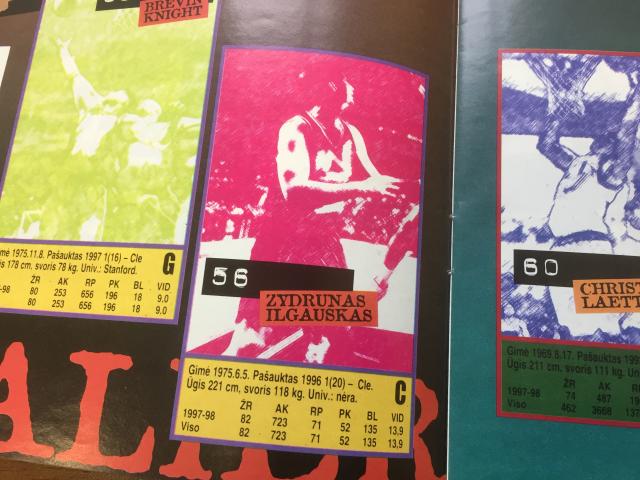 BREVIN
KNIGHT
Gimė 1975.11.8. Pašauktas 1997 1(16) – Cle
178 cm, svoris 78 kg. Univ.: Stanford.
G
ŽR AK RP PK BL VID
80 253 656 196 18 9.0
80 253 656 196 18 9.0
56
ZYDRUNAS
ILGAUSKAS
Gimė 1975.6.5. Pašauktas 1996 1(20) – Cle.
Ūgis 221 cm, svoris 118 kg. Univ.: nėra.
C
ŽR AK RP PK BL VID
1997-98 82 723 71 52 135 13,9
Viso 82 723 71 52 135 13,9
60
CHRIST
LAETT
Gimė 1969.8.17. Pašauktas
Ūgis 211 cm, svoris 111 kg.
ŽR AK
1997-98 74 487
Viso 462 3668
ALIER